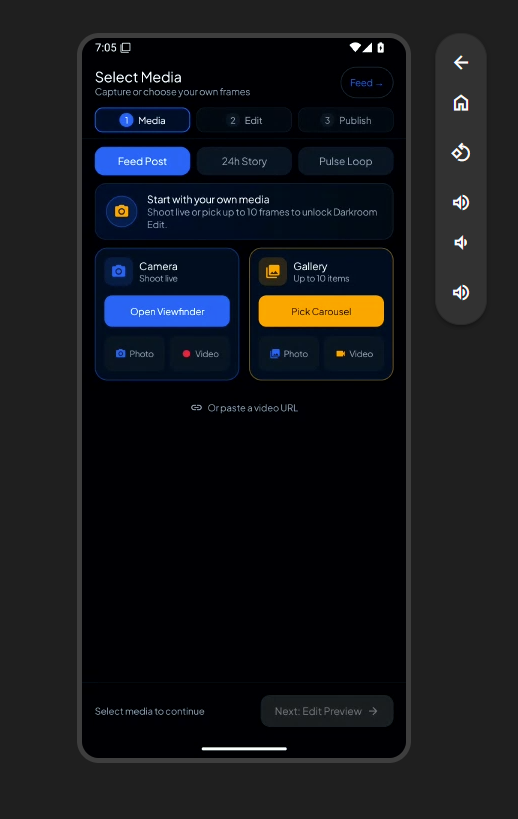 7:05
Select Media
Capture or choose your own frames
Feed →
1 Media
2 Edit
3 Publish
Feed Post
24h Story
Pulse Loop
Start with your own media
Shoot live or pick up to 10 frames to unlock Darkroom
Edit.
Camera
Shoot live
Open Viewfinder
Photo
Video
Gallery
Up to 10 items
Pick Carousel
Photo
Video
Or paste a video URL
Select media to continue
Next: Edit Preview →